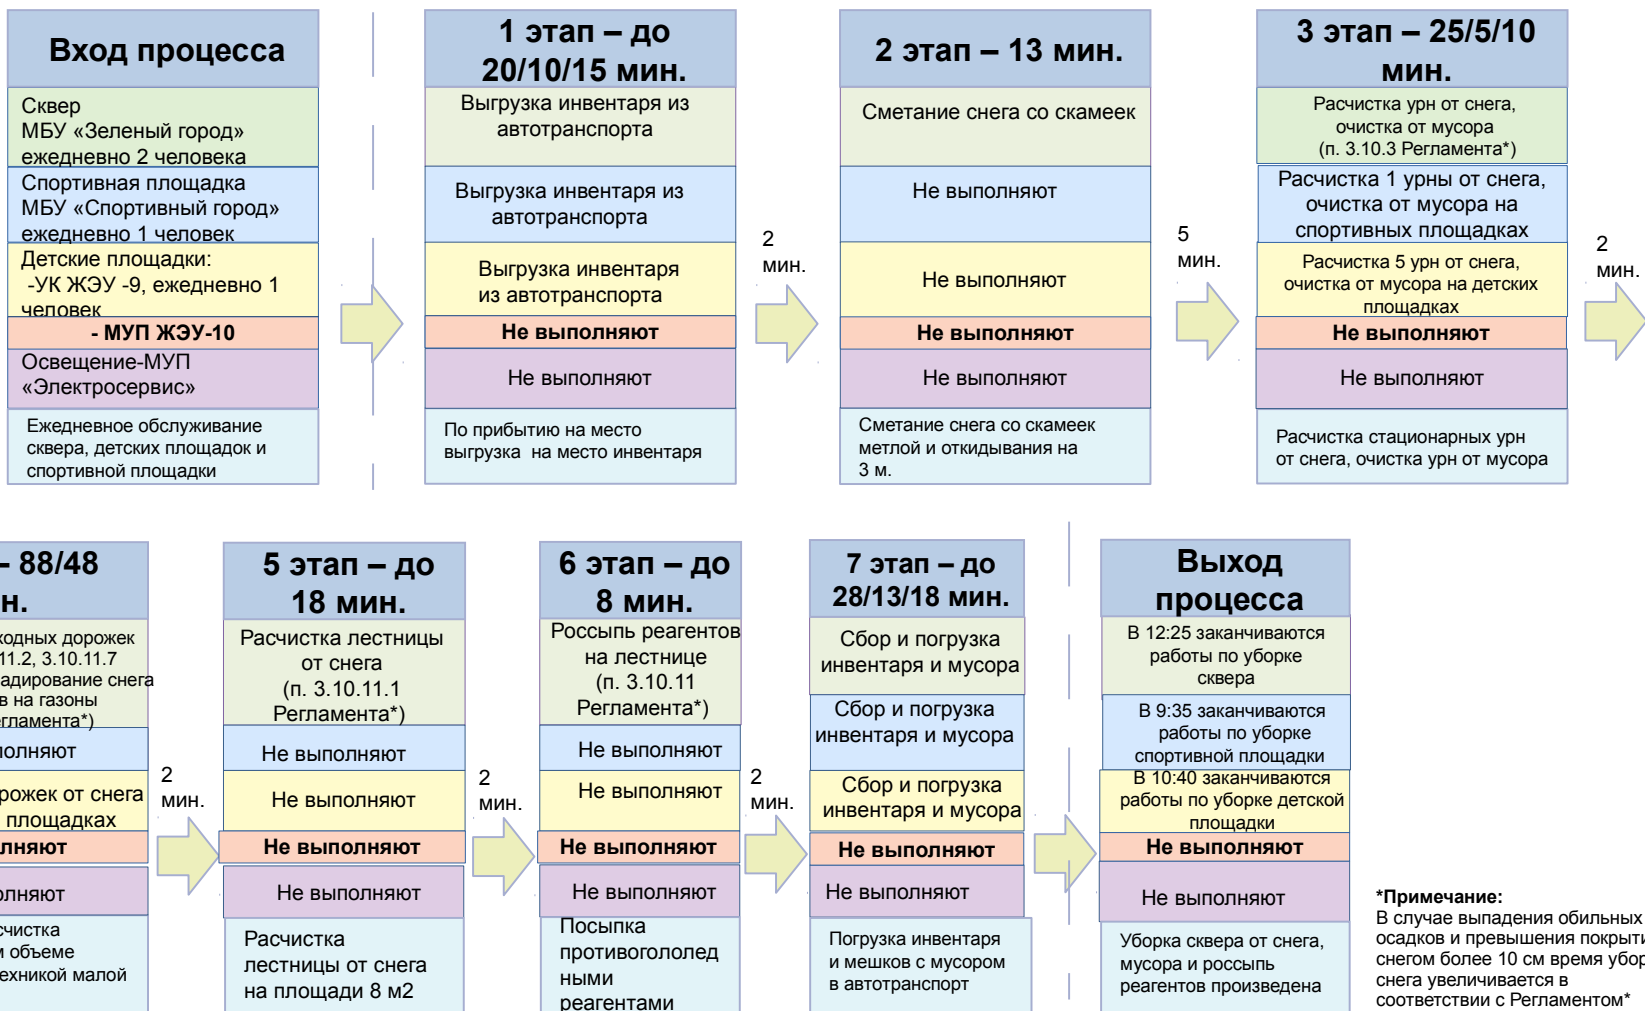 Вход процесса
Сквер
МБУ «Зеленый город»
ежедневно 2 человека
Спортивная площадка
МБУ «Спортивный город»
ежедневно 1 человек
Детские площадки:
-УК ЖЭУ -9, ежедневно 1
человек
- МУП ЖЭУ-10
Освещение-МУП
«Электросервис»
Ежедневное обслуживание
сквера, детских площадок и
спортивной площадки
1 этап – до
20/10/15 мин.
Выгрузка инвентаря из
автотранспорта
Выгрузка инвентаря из
автотранспорта
Выгрузка инвентаря
из автотранспорта
Не выполняют
Не выполняют
По прибытию на место
выгрузка на место инвентаря
2
мин.
2 этап – 13 мин.
Сметание снега со скамеек
Не выполняют
Не выполняют
Не выполняют
Не выполняют
Сметание снега со скамеек
метлой и откидывания на
3 м.
5
мин.
3 этап – 25/5/10
мин.
Расчистка урн от снега,
очистка от мусора
(п. 3.10.3 Регламента*)
Расчистка 1 урны от снега,
очистка от мусора на
спортивных площадках
Расчистка 5 урн от снега,
очистка от мусора на детских
площадках
Не выполняют
Не выполняют
Расчистка стационарных урн
от снега, очистка урн от мусора
2
мин.
– 88/48
н.
ходных дорожек
11.2, 3.10.11.7
адирование снега
в на газоны
егламента*)
полняют
рожек от снега
площадках
лняют
олняют
счистка
м объеме
ехникой малой
2
мин.
5 этап – до
18 мин.
Расчистка лестницы
от снега
(п. 3.10.11.1
Регламента*)
Не выполняют
Не выполняют
Не выполняют
Не выполняют
Расчистка
лестницы от снега
на площади 8 м2
2
мин.
6 этап – до
8 мин.
Россыпь реагентов
на лестнице
(п. 3.10.11
Регламента*)
Не выполняют
Не выполняют
Не выполняют
Не выполняют
Посыпка
противогололед
ными
реагентами
2
мин.
7 этап – до
28/13/18 мин.
Сбор и погрузка
инвентаря и мусора
Сбор и погрузка
инвентаря и мусора
Сбор и погрузка
инвентаря и мусора
Не выполняют
Не выполняют
Погрузка инвентаря
и мешков с мусором
в автотранспорт
Выход
процесса
В 12:25 заканчиваются
работы по уборке
сквера
В 9:35 заканчиваются
работы по уборке
спортивной площадки
В 10:40 заканчиваются
работы по уборке детской
площадки
Не выполняют
Не выполняют
Уборка сквера от снега,
мусора и россыпь
реагентов произведена
*Примечание:
В случае выпадения обильных
осадков и превышения покрыти
снегом более 10 см время убор
снега увеличивается в
соответствии с Регламентом*